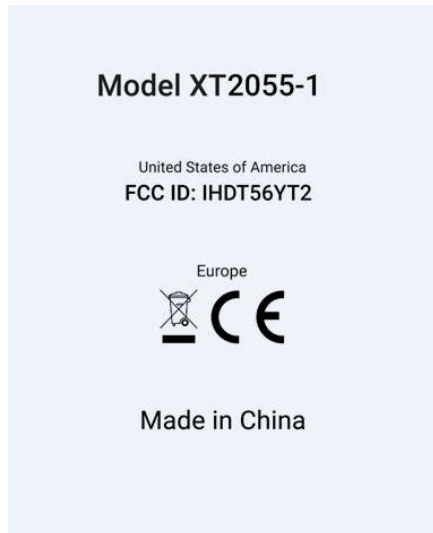 Model XT2055-1
United States of America
FCC ID: IHDT56YT2
Europe
CE
Made in China